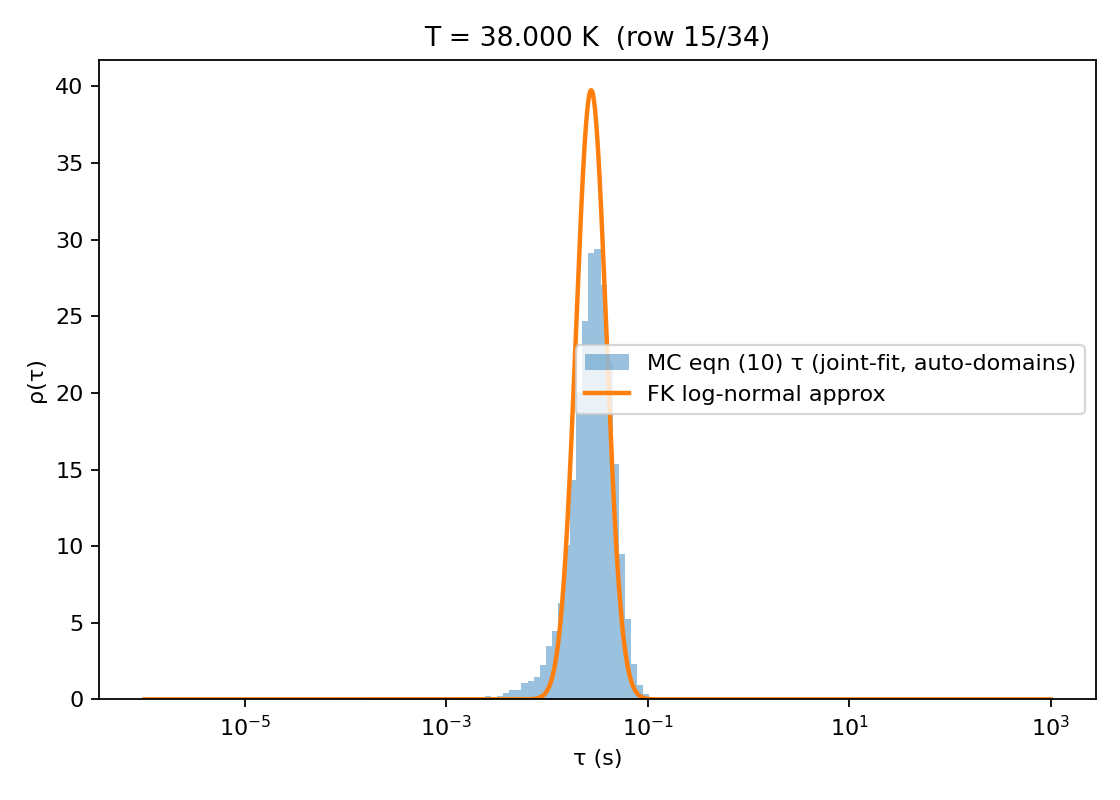 T = 38.000 K  (row 15/34)
40
35
30
25
20
15
10
5
0
ρ(τ)
MC eqn (10) τ (joint-fit, auto-domains)
FK log-normal approx
10⁻⁵
10⁻³
10⁻¹
10¹
10³
τ (s)